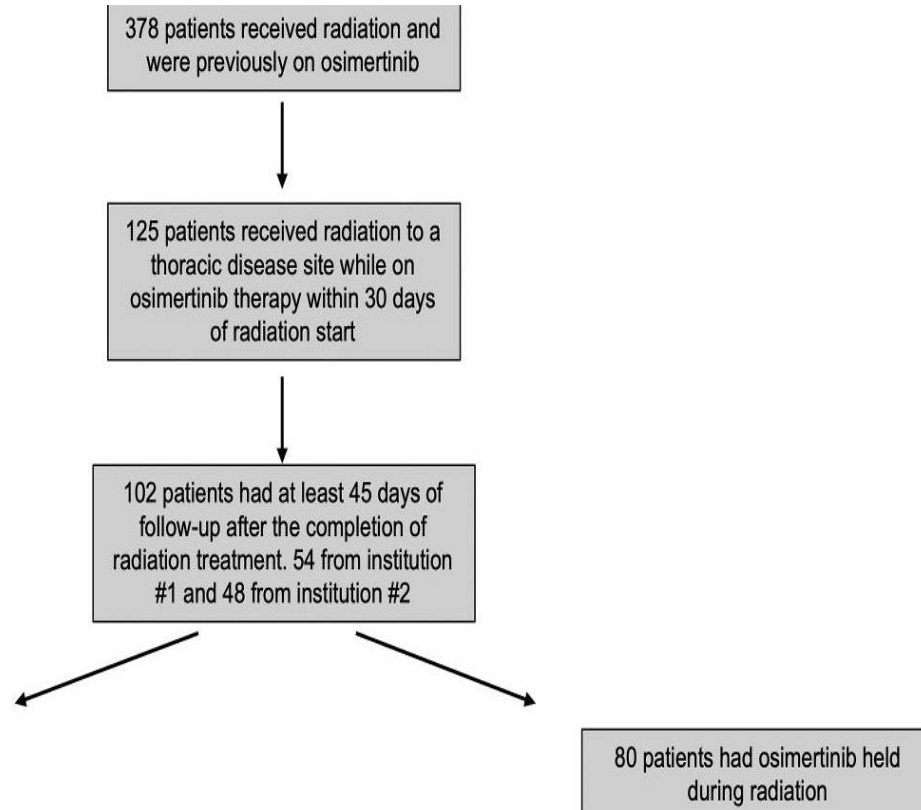 378 patients received radiation and
were previously on osimertinib
125 patients received radiation to a
thoracic disease site while on
osimertinib therapy within 30 days
of radiation start
102 patients had at least 45 days of
follow-up after the completion of
radiation treatment. 54 from institution
#1 and 48 from institution #2
80 patients had osimertinib held
during radiation